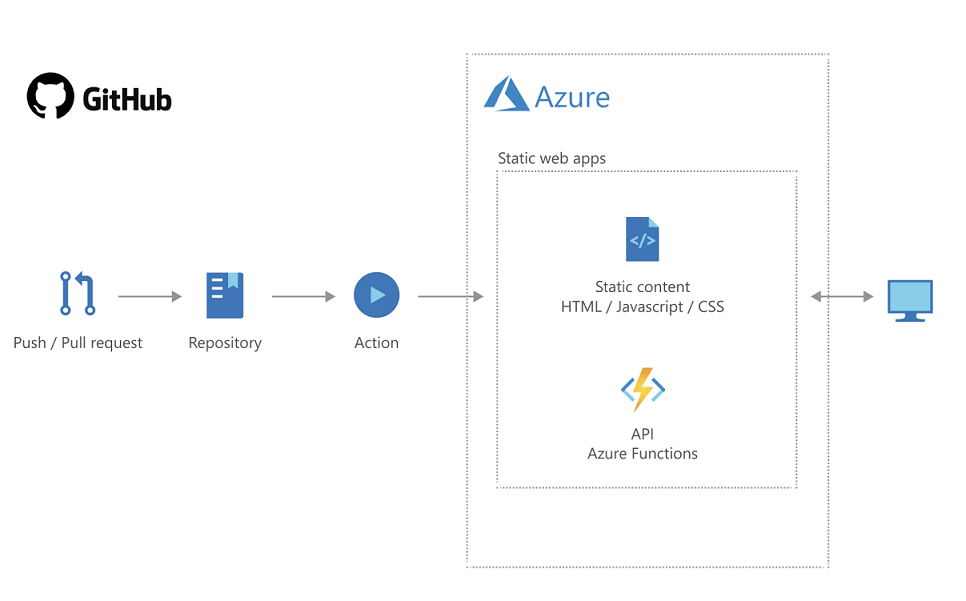 GitHub
Azure
Static web apps
</>
Static content
HTML / Javascript / CSS
Push / Pull request
Repository
Action
API
Azure Functions